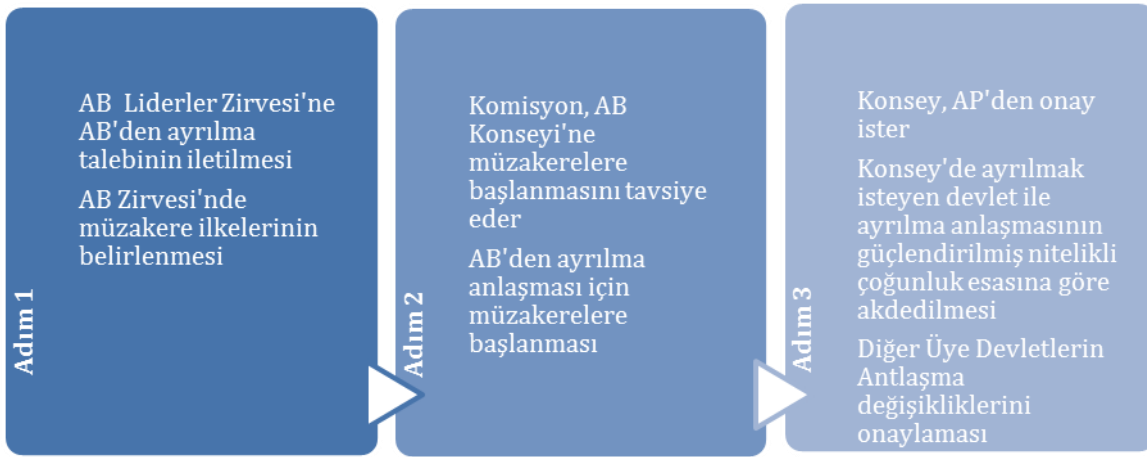 Adım 1
AB Liderler Zirvesi'ne
AB'den ayrılma
talebinin iletilmesi
AB Zirvesi'nde
müzakere ilkelerinin
belirlenmesi
Adım 2
Komisyon, AB
Konseyi'ne
müzakerelere
başlanmasını tavsiye
eder
AB'den ayrılma
anlaşması için
müzakerelere
başlanması
Adım 3
Konsey, AP'den onay
ister
Konsey'de ayrılmak
isteyen devlet ile
ayrılma anlaşmasının
güçlendirilmiş nitelikli
çoğunluk esasına göre
akdedilmesi
Diğer Üye Devletlerin
Antlaşma
değişikliklerini
onaylaması